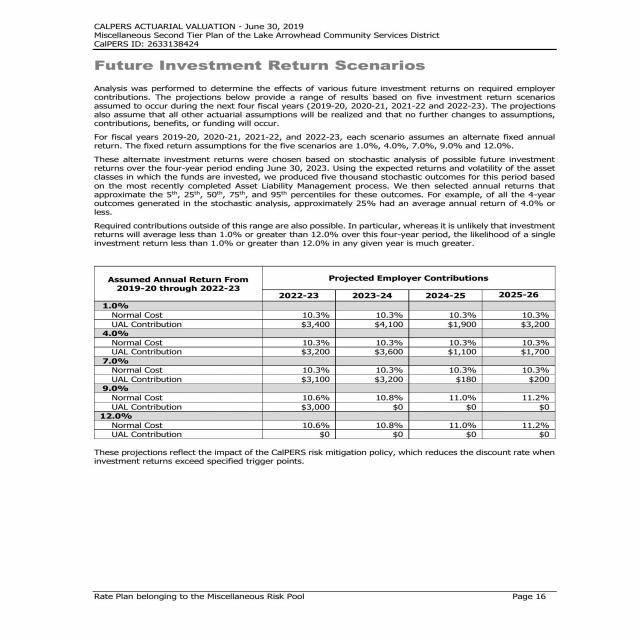 CALPERS ACTUARIAL VALUATION - June 30, 2019
Miscellaneous Second Tier Plan of the Lake Arrowhead Community Services District
CalPERS ID: 2633138424
Future Investment Return Scenarios
Analysis was performed to determine the effects of various future investment returns on required employer
contributions. The projections below provide a range of results based on five investment return scenarios
assumed to occur during the next four fiscal years (2019-20, 2020-21, 2021-22 and 2022-23). The projections
also assume that all other actuarial assumptions will be realized and that no further changes to assumptions,
contributions, benefits, or funding will occur.
For fiscal years 2019-20, 2020-21, 2021-22, and 2022-23, each scenario assumes an alternate fixed annual
return. The fixed return assumptions for the five scenarios are 1.0%, 4.0%, 7.0%, 9.0% and 12.0%.
These alternate investment returns were chosen based on stochastic analysis of possible future investment
returns over the four-year period ending June 30, 2023. Using the expected returns and volatility of the asset
classes in which the funds are invested, we produced five thousand stochastic outcomes for this period based
on the most recently completed Asset Liability Management process. We then selected annual returns that
approximate the 5th, 25th, 50th, 75th, and 95th percentiles for these outcomes. For example, of all the 4-year
outcomes generated in the stochastic analysis, approximately 25% had an average annual return of 4.0% or
less.
Required contributions outside of this range are also possible. In particular, whereas it is unlikely that investment
returns will average less than 1.0% or greater than 12.0% over this four-year period, the likelihood of a single
investment return less than 1.0% or greater than 12.0% in any given year is much greater.
Assumed Annual Return From
2019-20 through 2022-23
Projected Employer Contributions
2022-23 2023-24 2024-25 2025-26
1.0%
Normal Cost 10.3% 10.3% 10.3% 10.3%
UAL Contribution $3,400 $4,100 $1,900 $3,200
4.0%
Normal Cost 10.3% 10.3% 10.3% 10.3%
UAL Contribution $3,200 $3,600 $1,100 $1,700
7.0%
Normal Cost 10.3% 10.3% 10.3% 10.3%
UAL Contribution $3,100 $3,200 $180 $200
9.0%
Normal Cost 10.6% 10.8% 11.0% 11.2%
UAL Contribution $3,000 $0 $0 $0
12.0%
Normal Cost 10.6% 10.8% 11.0% 11.2%
UAL Contribution $0 $0 $0 $0
These projections reflect the impact of the CalPERS risk mitigation policy, which reduces the discount rate when
investment returns exceed specified trigger points.
Rate Plan belonging to the Miscellaneous Risk Pool Page 16